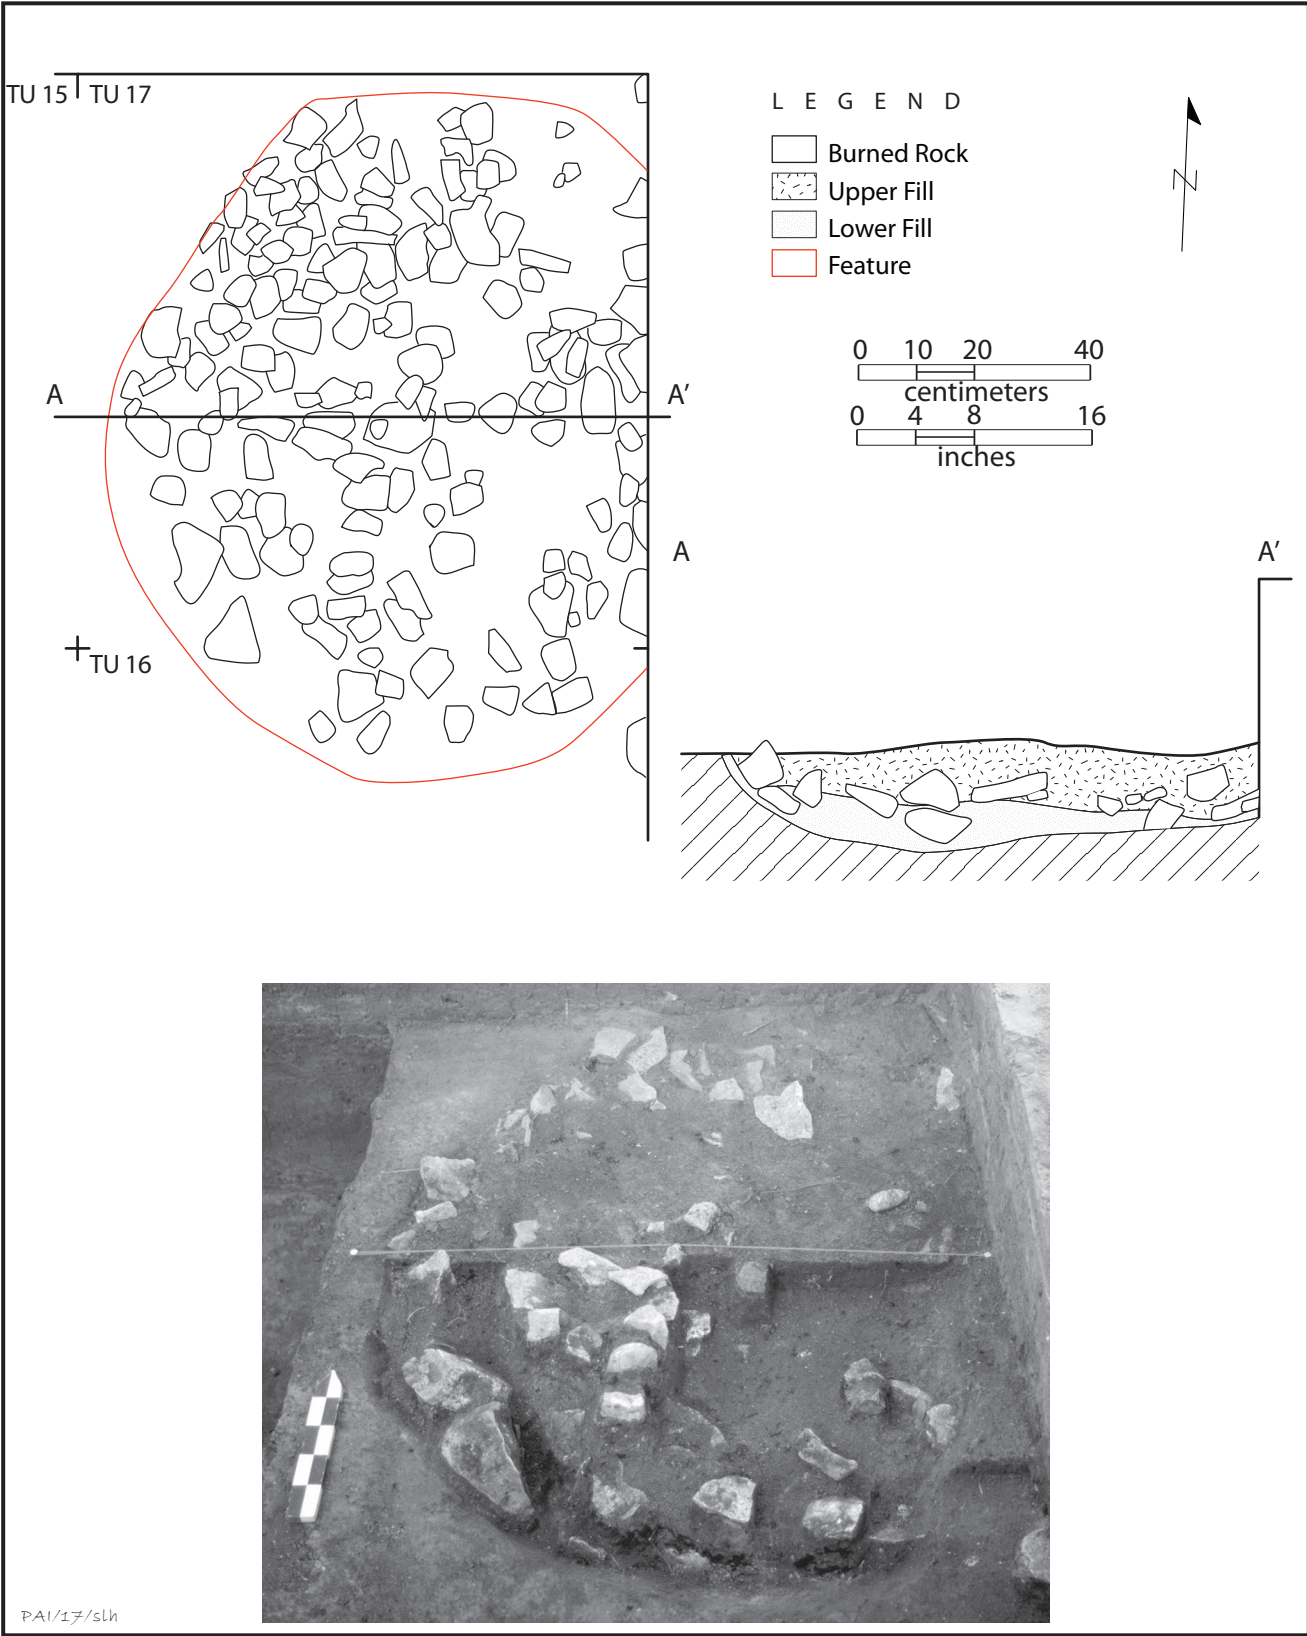 TU 15 TU 17
L E G E N D
Burned Rock
Upper Fill
Lower Fill
Feature
N
0 10 20 40
centimeters
0 4 8 16
inches
A A’
TU 16
A A’
PAI/17/slh